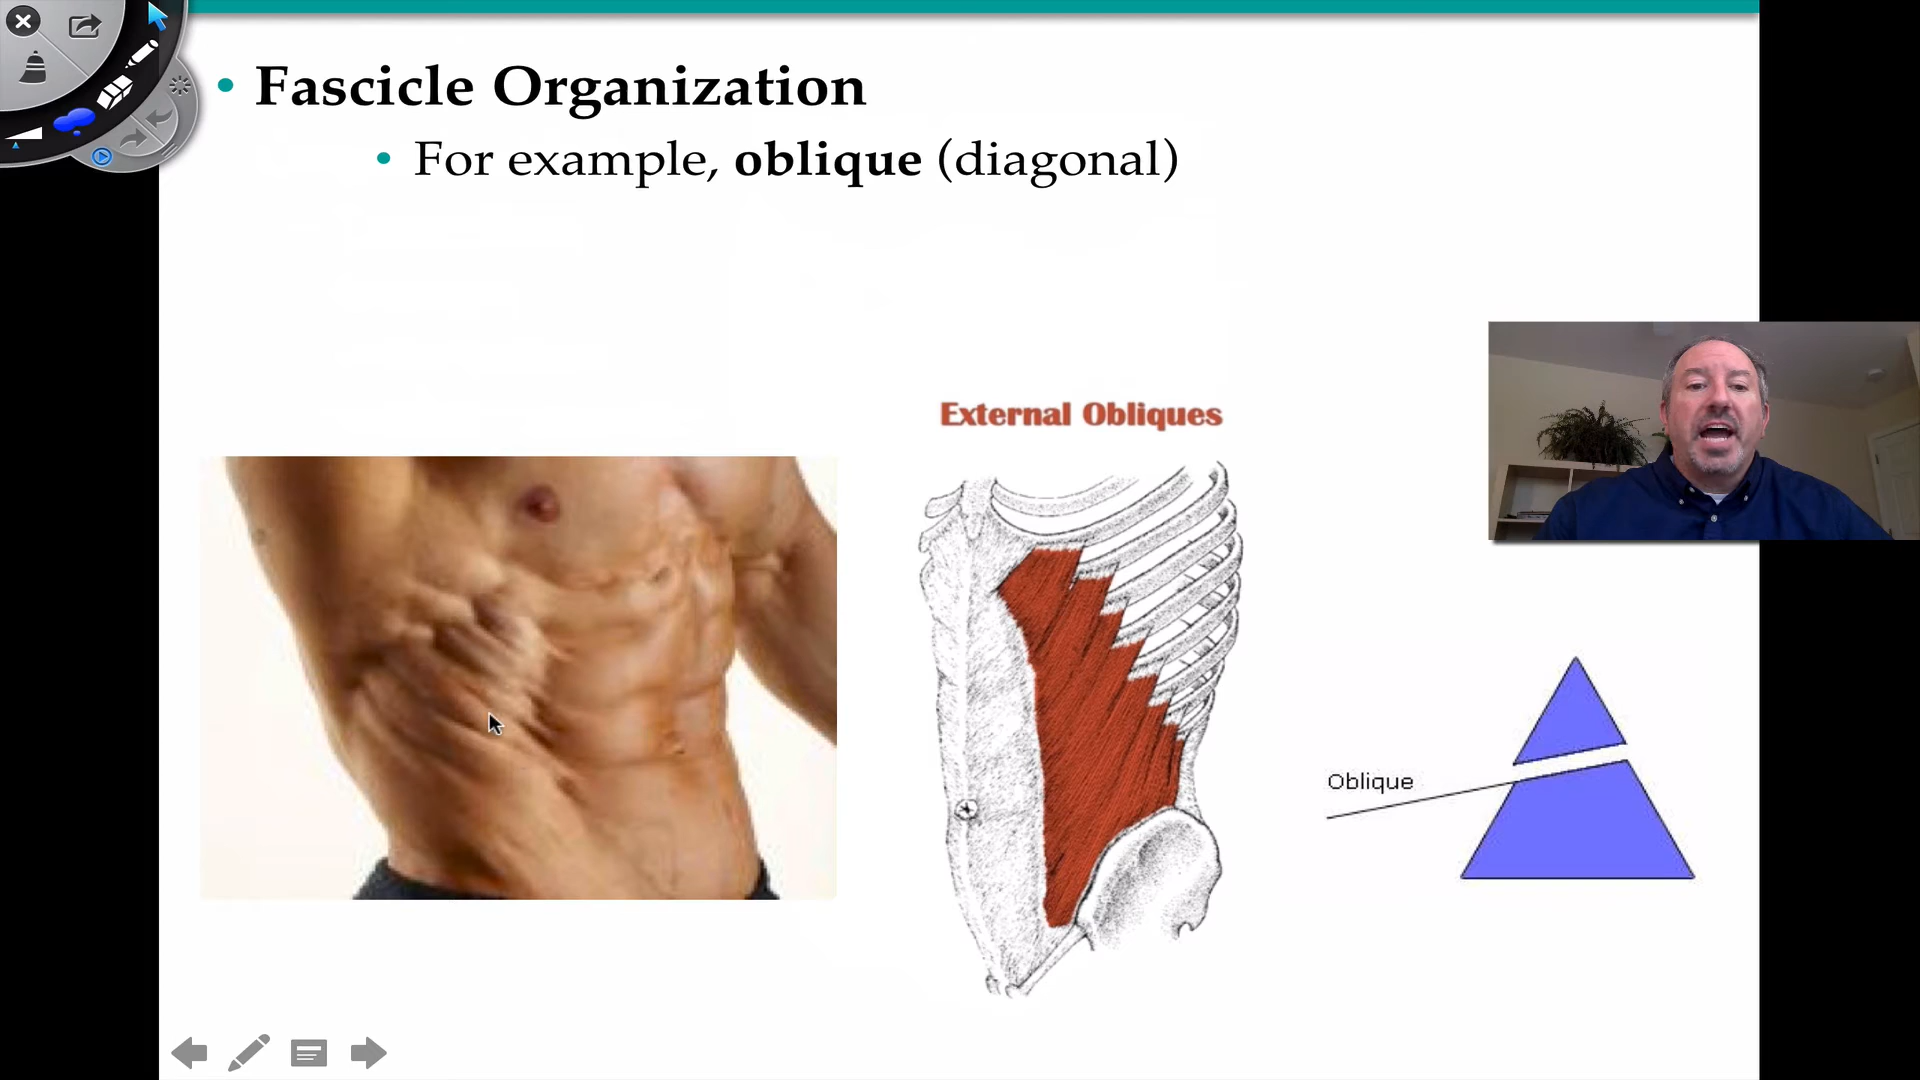 Fascicle Organization
For example, oblique (diagonal)
External Obliques
Oblique